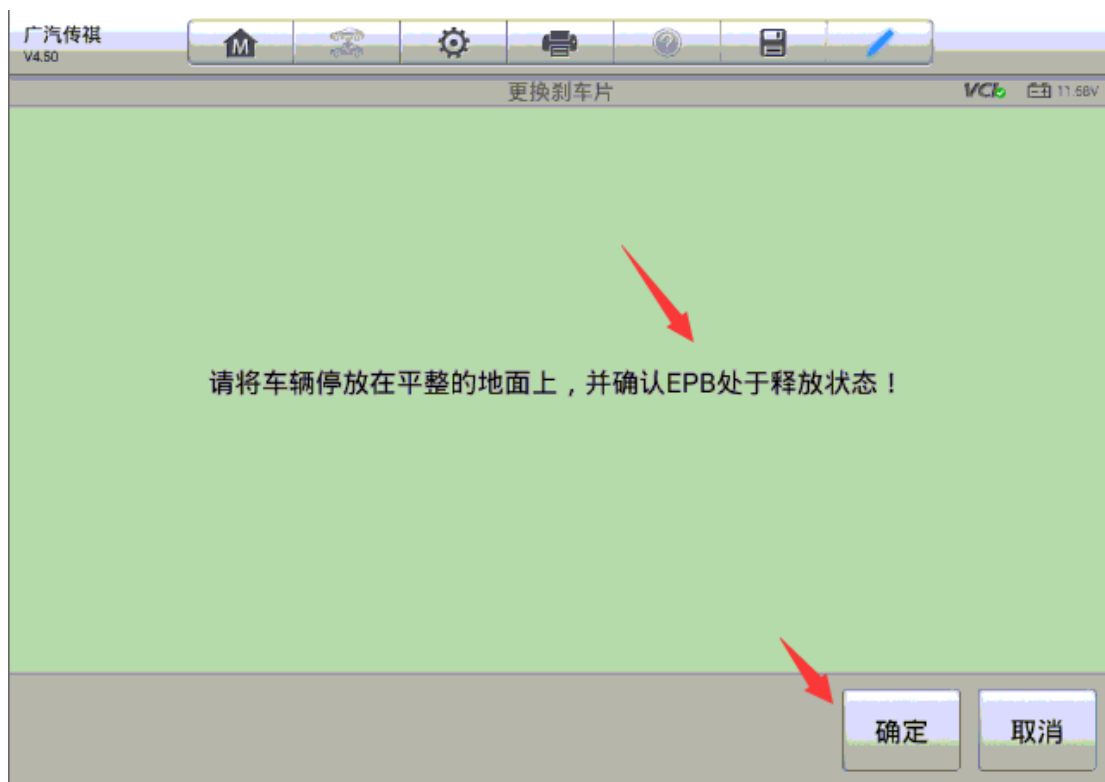 广汽传祺
V4.50
M
更换刹车片
VCI
11.58V
请将车辆停放在平整的地面上，并确认EPB处于释放状态！
确定
取消